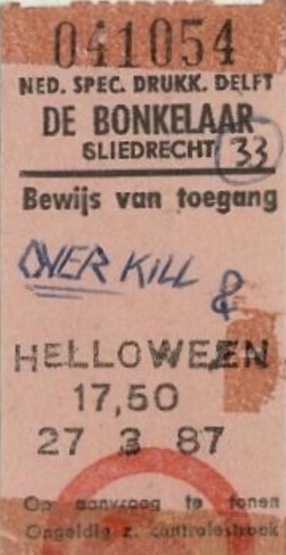 041054
NED. SPEC. DRUKK. DELFT
DE BONKELAAR
SLIEDRECHT 33
Bewijs van toegang
OVER KILL &
HELLOWEEN
17,50
27 3 87
Op aanvraag te tonen
Ongeldig z. controlestrook